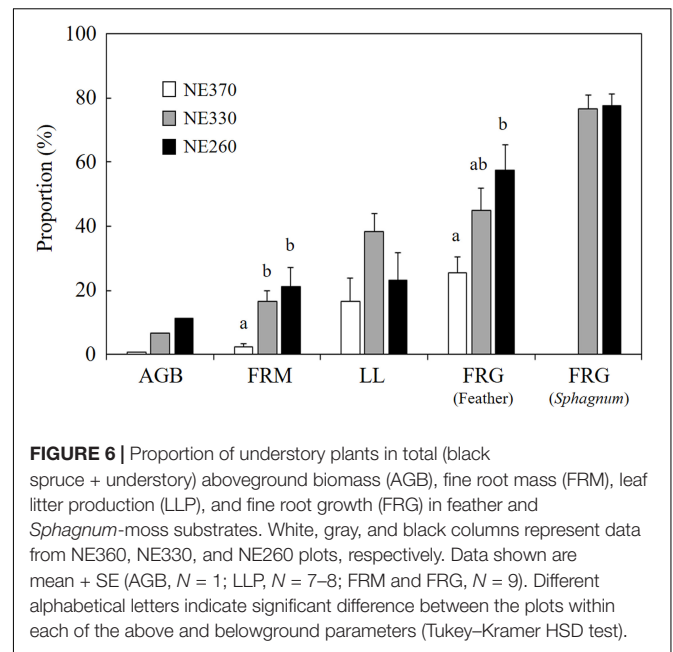 100
80
60
40
20
0
Proportion (%)
NE370
NE330
NE260
a
b
b
a
ab
b
AGB FRM LL FRG FRG
(Feather) (Sphagnum)
FIGURE 6 | Proportion of understory plants in total (black
spruce + understory) aboveground biomass (AGB), fine root mass (FRM), leaf
litter production (LLP), and fine root growth (FRG) in feather and
Sphagnum-moss substrates. White, gray, and black columns represent data
from NE360, NE330, and NE260 plots, respectively. Data shown are
mean + SE (AGB, N = 1; LLP, N = 7–8; FRM and FRG, N = 9). Different
alphabetical letters indicate significant difference between the plots within
each of the above and belowground parameters (Tukey–Kramer HSD test).